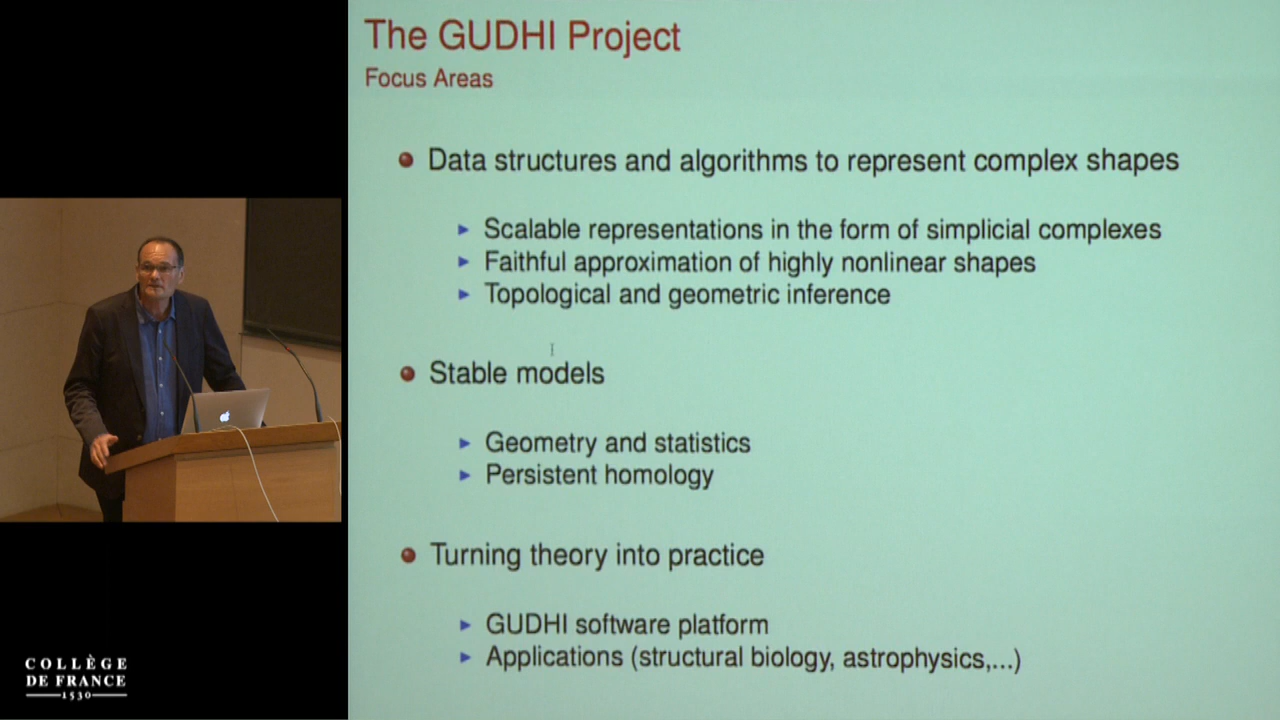 The GUDHI Project
Focus Areas
Data structures and algorithms to represent complex shapes
Scalable representations in the form of simplicial complexes
Faithful approximation of highly nonlinear shapes
Topological and geometric inference
Stable models
Geometry and statistics
Persistent homology
Turning theory into practice
GUDHI software platform
Applications (structural biology, astrophysics,...)
COLLÈGE
DE FRANCE
1530